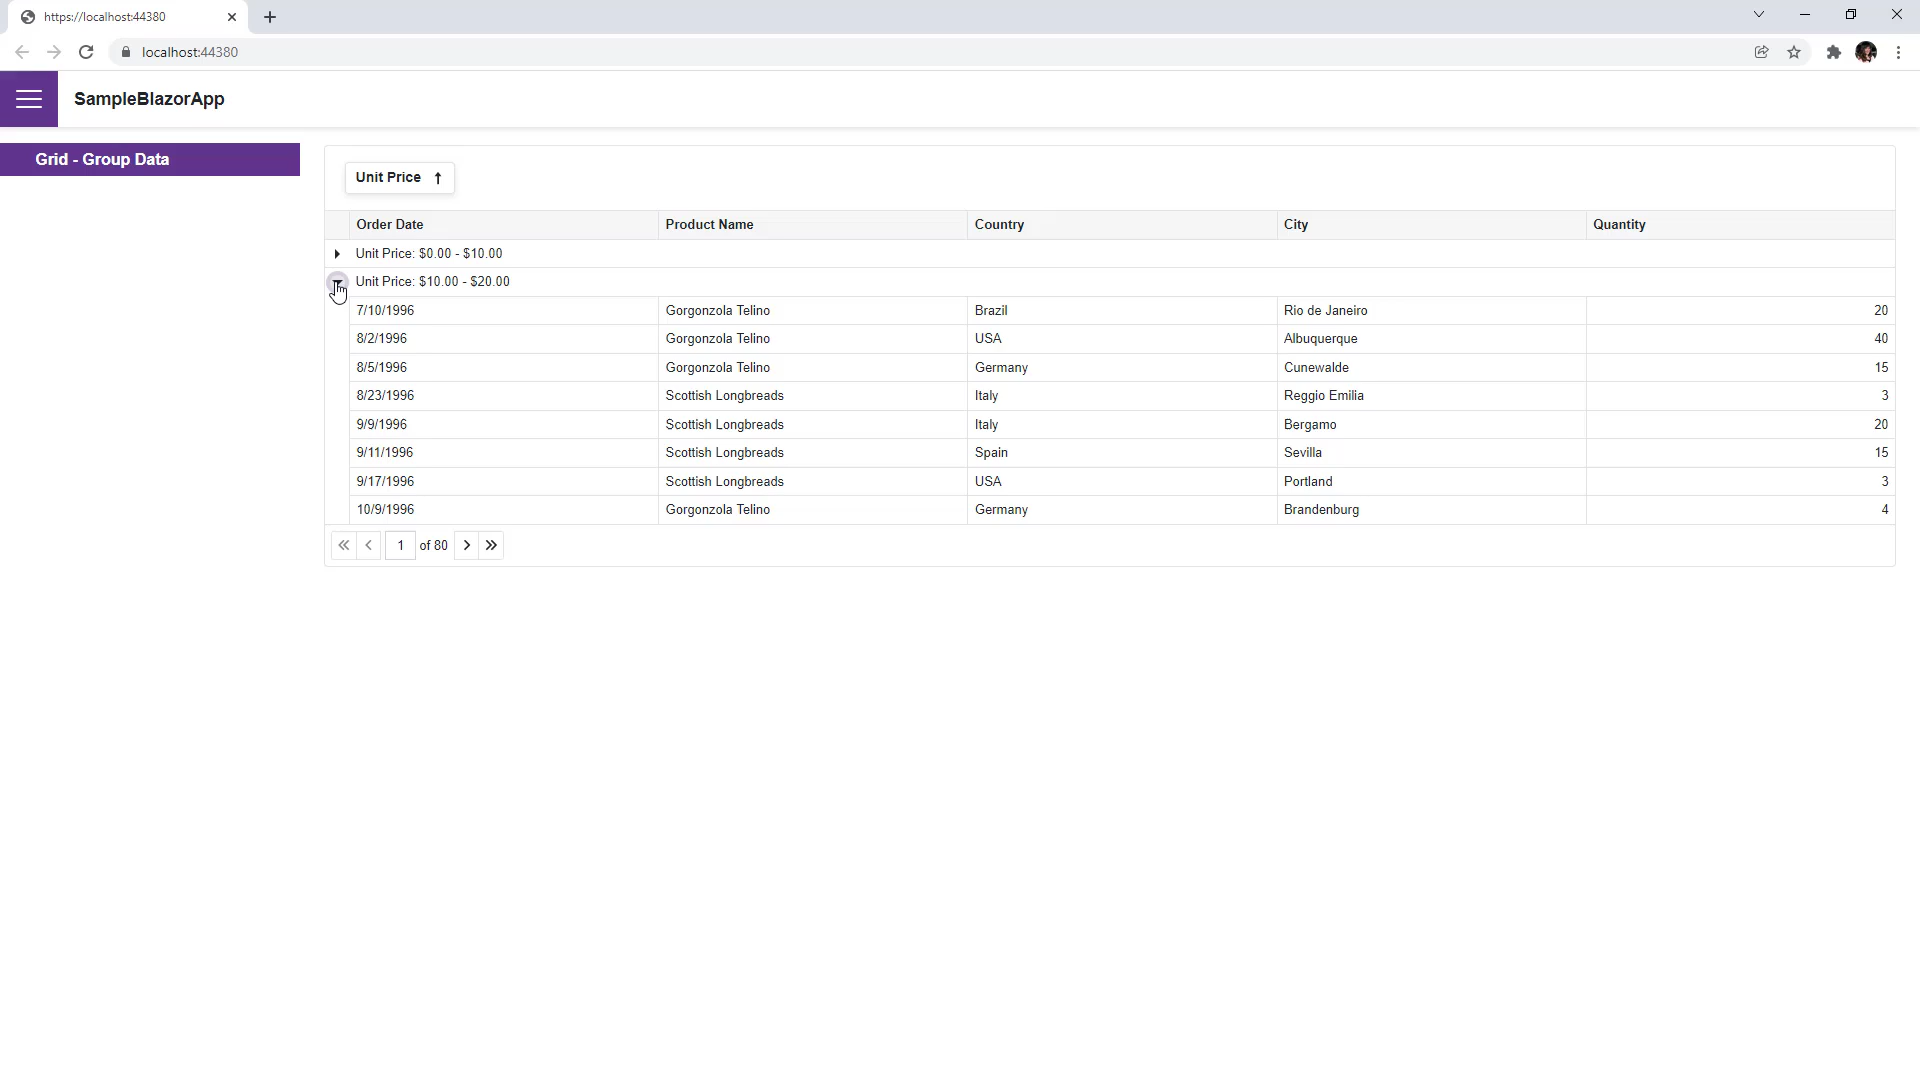 https://localhost:44380
localhost:44380
SampleBlazorApp
Grid - Group Data
Unit Price
Order Date Product Name Country City Quantity
Unit Price: $0.00 - $10.00
Unit Price: $10.00 - $20.00
7/10/1996 Gorgonzola Telino Brazil Rio de Janeiro 20
8/2/1996 Gorgonzola Telino USA Albuquerque 40
8/5/1996 Gorgonzola Telino Germany Cunewalde 15
8/23/1996 Scottish Longbreads Italy Reggio Emilia 3
9/9/1996 Scottish Longbreads Italy Bergamo 20
9/11/1996 Scottish Longbreads Spain Sevilla 15
9/17/1996 Scottish Longbreads USA Portland 3
10/9/1996 Gorgonzola Telino Germany Brandenburg 4
1 of 80